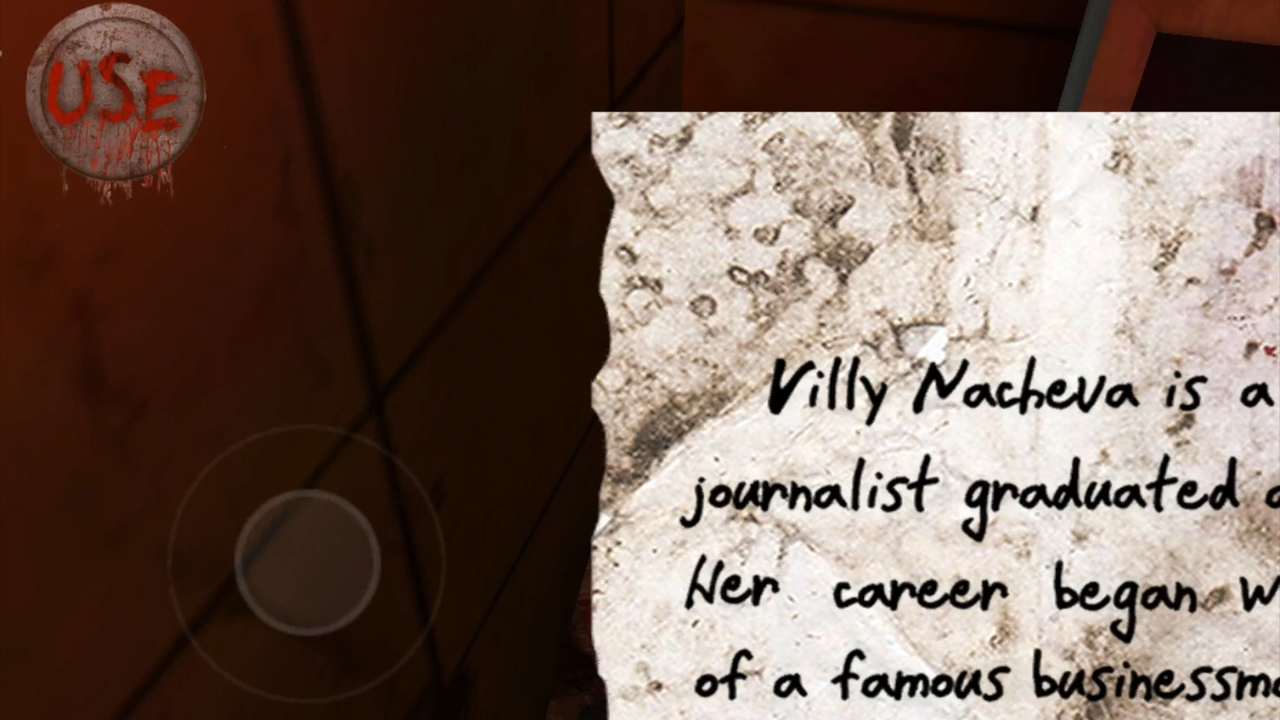 USE
Villy Nacheva is a
journalist graduated
Her career began
of a famous